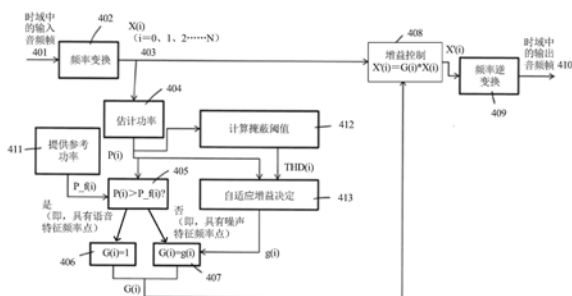 时域中
的输入
音频帧
401
402
频率变换
X(i)
(i=0、1、2……N)
403
408
增益控制
X'(i)=G(i)*X(i)
X'(i)
频率逆
变换
409
时域中
的输出
音频帧 410
404
估计功率
P(i)
计算掩蔽阈值
412
THD(i)
411
提供参考
功率
P_f(i)
405
P(i)>P_f(i)?
自适应增益决定
413
是
(即，具有语音
特征频率点)
否
(即，具有噪声
特征频率点)
g(i)
G(i)=1
406
G(i)=g(i)
407
G(i)